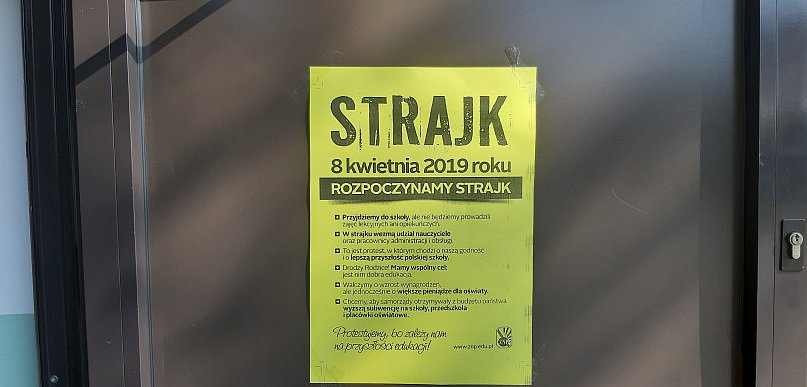 STRAJK
8 kwietnia 2019 roku
ROZPOCZYNAMY STRAJK
Przyjdziemy do szkoły, ale nie będziemy prowadzili
zajęć lekcyjnych ani opiekuńczych.
W strajku wezmą udział nauczyciele
oraz pracownicy administracji i obsługi.
To jest protest, w którym chodzi o naszą godność
i o lepszą przyszłość polskiej szkoły.
Drodzy Rodzice! Mamy wspólny cel:
jest nim dobra edukacja.
Walczymy o wzrost wynagrodzeń,
ale jednocześnie o większe pieniądze dla oświaty.
Chcemy, aby samorządy otrzymywały z budżetu państwa
wyższą subwencję na szkoły, przedszkola
i placówki oświatowe.
Protestujemy, bo zależy nam
na przyszłości edukacji!
www.znp.edu.pl